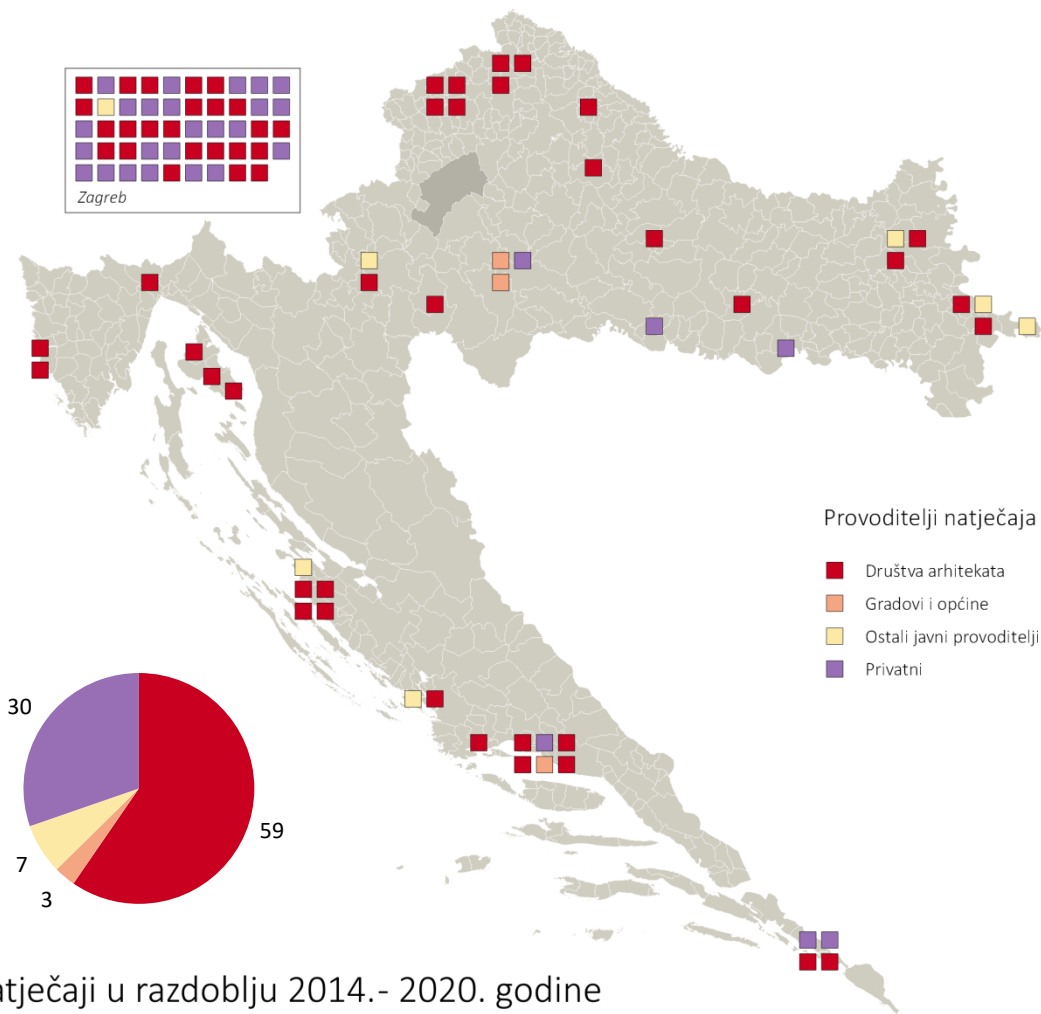 Zagreb
Provoditelji natječaja
Društva arhitekata
Gradovi i općine
Ostali javni provoditelji
Privatni
30
59
7
3
atječaji u razdoblju 2014.- 2020. godine